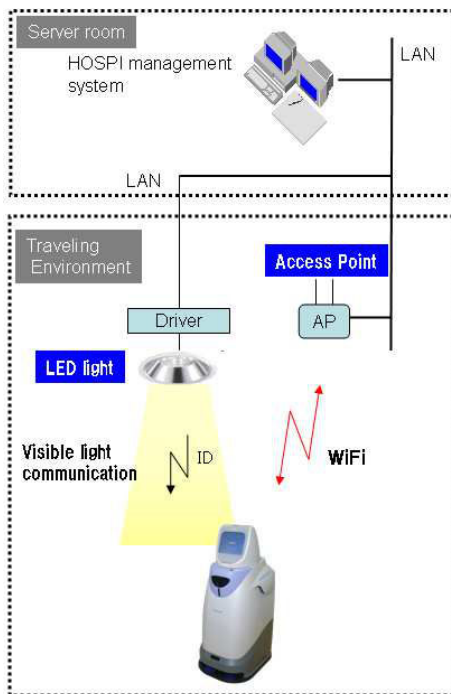 Server room
HOSPI management
system
LAN
LAN
Traveling
Environment
Access Point
Driver
AP
LED light
Visible light
communication
ID
WiFi